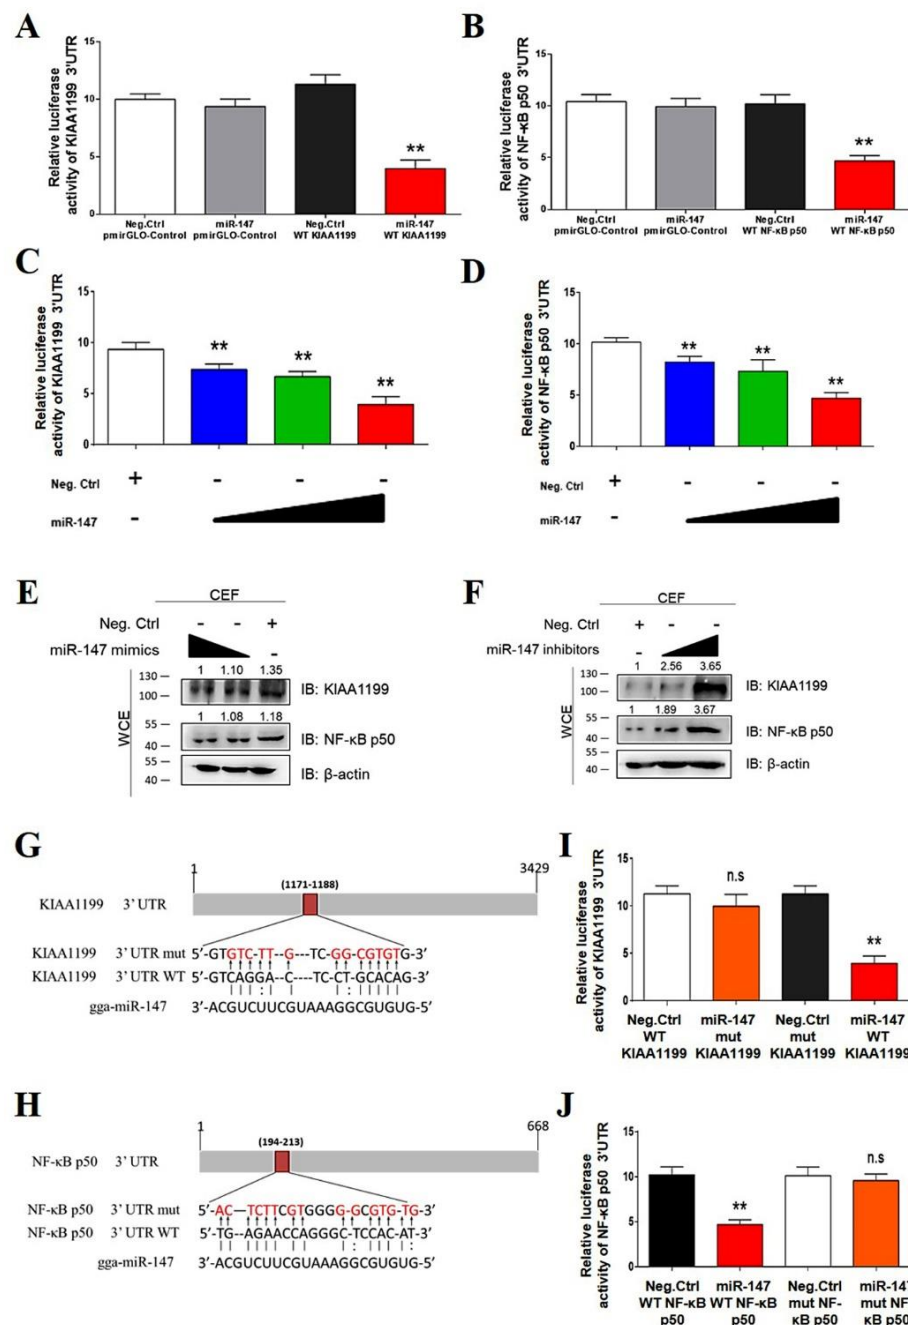 A
Relative luciferase
activity of KIAA1199 3'UTR
15
10
5
0
**
Neg.Ctrl
pmirGLO-Control
miR-147
pmirGLO-Control
Neg.Ctrl
WT KIAA1199
miR-147
WT KIAA1199
B
Relative luciferase
activity of NF-κB p50 3'UTR
15
10
5
0
**
Neg.Ctrl
pmirGLO-Control
miR-147
pmirGLO-Control
Neg.Ctrl
WT NF-κB p50
miR-147
WT NF-κB p50
C
Relative luciferase
activity of KIAA1199 3'UTR
15
10
5
0
** ** **
Neg. Ctrl + - - -
miR-147 -
D
Relative luciferase
activity of NF-κB p50 3'UTR
15
10
5
0
** ** **
Neg. Ctrl + - - -
miR-147 -
E
CEF
Neg. Ctrl - - +
miR-147 mimics -
1 1.10 1.35
130
100
IB: KIAA1199
1 1.08 1.18
55
40
IB: NF-κB p50
55
40
IB: β-actin
WCE
F
CEF
Neg. Ctrl + - -
miR-147 inhibitors -
1 2.56 3.65
130
100
IB: KIAA1199
1 1.89 3.67
55
40
IB: NF-κB p50
55
40
IB: β-actin
WCE
G
1 3429
(1171-1188)
KIAA1199 3' UTR
KIAA1199 3' UTR mut 5'-GTGTC-TT-G---TC-GG-CGTGTG-3'
KIAA1199 3' UTR WT 5'-GTCAGGA--C----TC-CT-GCACAG-3'
gga-miR-147 3'-ACGUCUUCGUAAAGGCGUGUG-5'
H
1 668
(194-213)
NF-κB p50 3' UTR
NF-κB p50 3' UTR mut 5'-AC—TCTTCGTGGGG-GCGTG-TG-3'
NF-κB p50 3' UTR WT 5'-TG--AGAACCAGGGC-TCCAC-AT-3'
gga-miR-147 3'-ACGUCUUCGUAAAGGCGUGUG-5'
I
Relative luciferase
activity of KIAA1199 3'UTR
15
10
5
0
n.s
**
Neg.Ctrl
WT
KIAA1199
miR-147
mut
KIAA1199
Neg.Ctrl
mut
KIAA1199
miR-147
WT
KIAA1199
J
Relative luciferase
activity of NF-κB p50 3'UTR
15
10
5
0
**
n.s
Neg.Ctrl
WT NF-κB
p50
miR-147
WT NF-κB
p50
Neg.Ctrl
mut NF-
κB p50
miR-147
mut NF-
κB p50